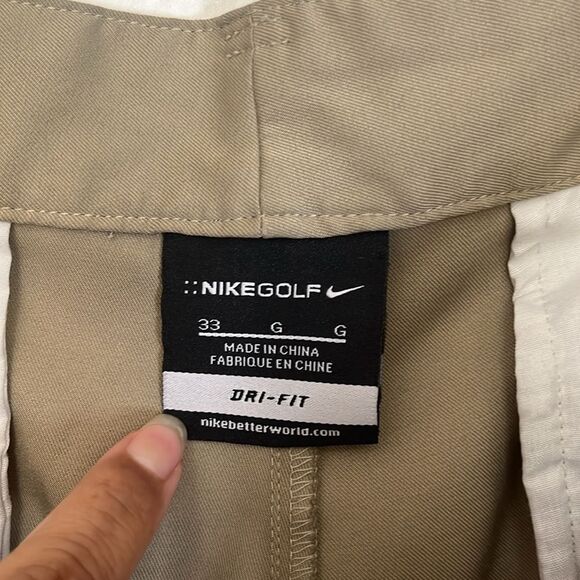 ::NIKEGOLF
33 G G
MADE IN CHINA
FABRIQUE EN CHINE
DRI-FIT
nikebetterworld.com